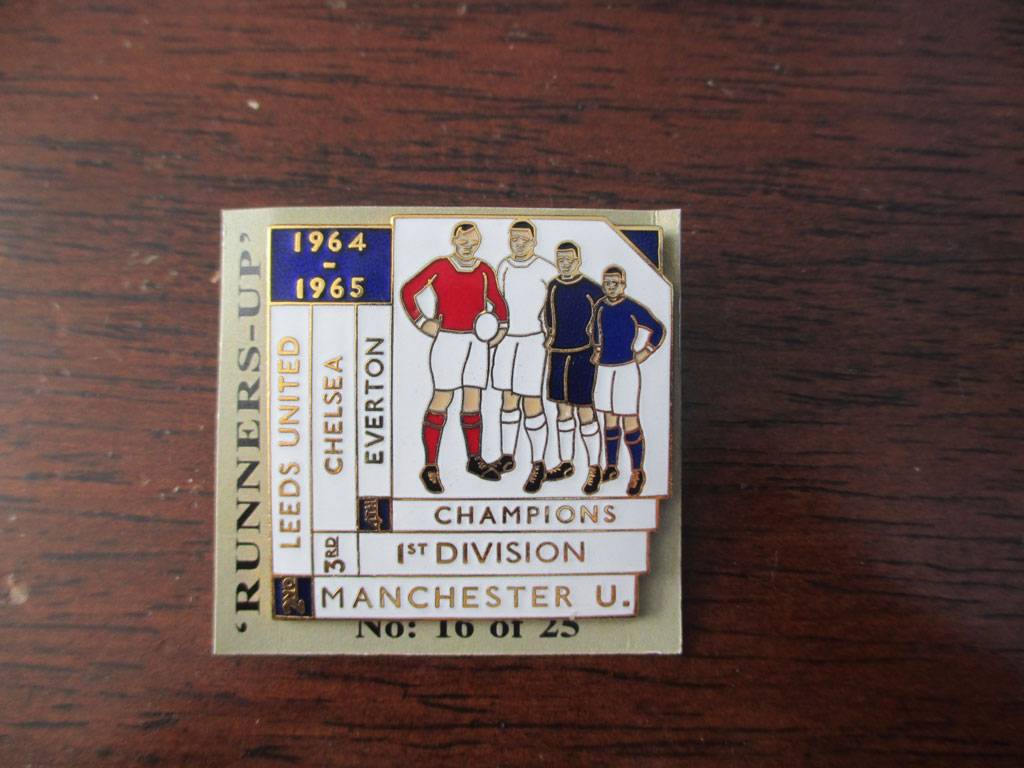 'RUNNERS-UP'
1964
-
1965
LEEDS UNITED
2ND
CHELSEA
3RD
EVERTON
4TH
CHAMPIONS
1ST DIVISION
MANCHESTER U.
No: 16 of 25